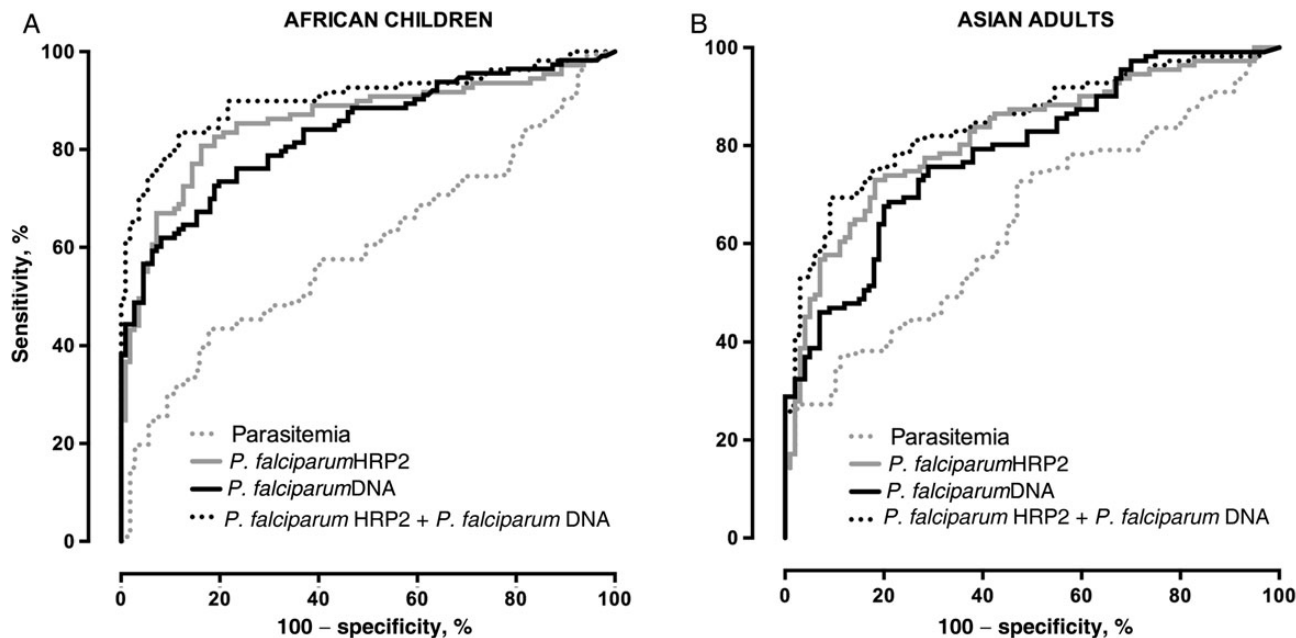 A
AFRICAN CHILDREN
100
80
60
40
20
0
Sensitivity, %
Parasitemia
P. falciparumHRP2
P. falciparumDNA
P. falciparum HRP2 + P. falciparum DNA
0 20 40 60 80 100
100 – specificity, %
B
ASIAN ADULTS
100
80
60
40
20
0
Parasitemia
P. falciparumHRP2
P. falciparumDNA
P. falciparum HRP2 + P. falciparum DNA
0 20 40 60 80 100
100 – specificity, %